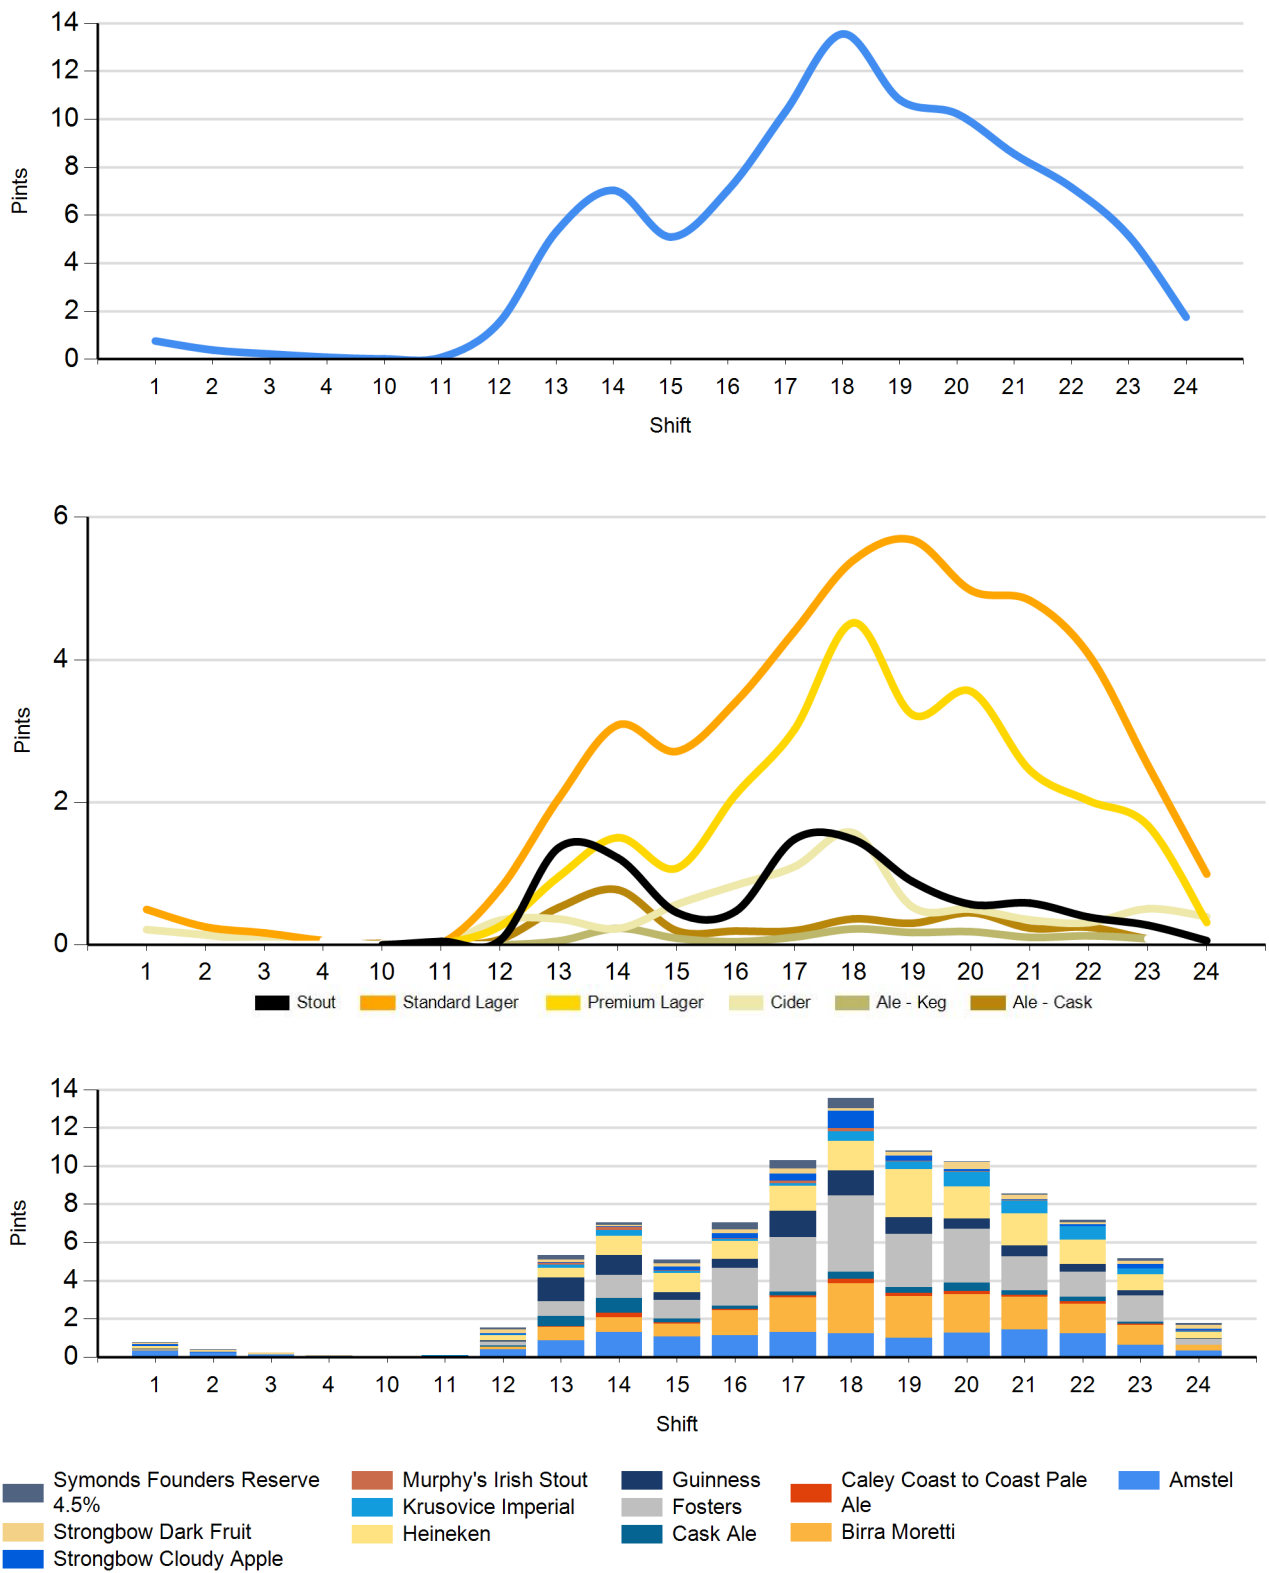 14
12
10
8
6
4
2
0
Pints
1 2 3 4 10 11 12 13 14 15 16 17 18 19 20 21 22 23 24
Shift
6
4
2
0
Pints
1 2 3 4 10 11 12 13 14 15 16 17 18 19 20 21 22 23 24
Stout Standard Lager Premium Lager Cider Ale - Keg Ale - Cask
14
12
10
8
6
4
2
0
Pints
1 2 3 4 10 11 12 13 14 15 16 17 18 19 20 21 22 23 24
Shift
Symonds Founders Reserve
4.5%
Strongbow Dark Fruit
Strongbow Cloudy Apple
Murphy's Irish Stout
Krusovice Imperial
Heineken
Guinness
Fosters
Cask Ale
Caley Coast to Coast Pale
Ale
Birra Moretti
Amstel